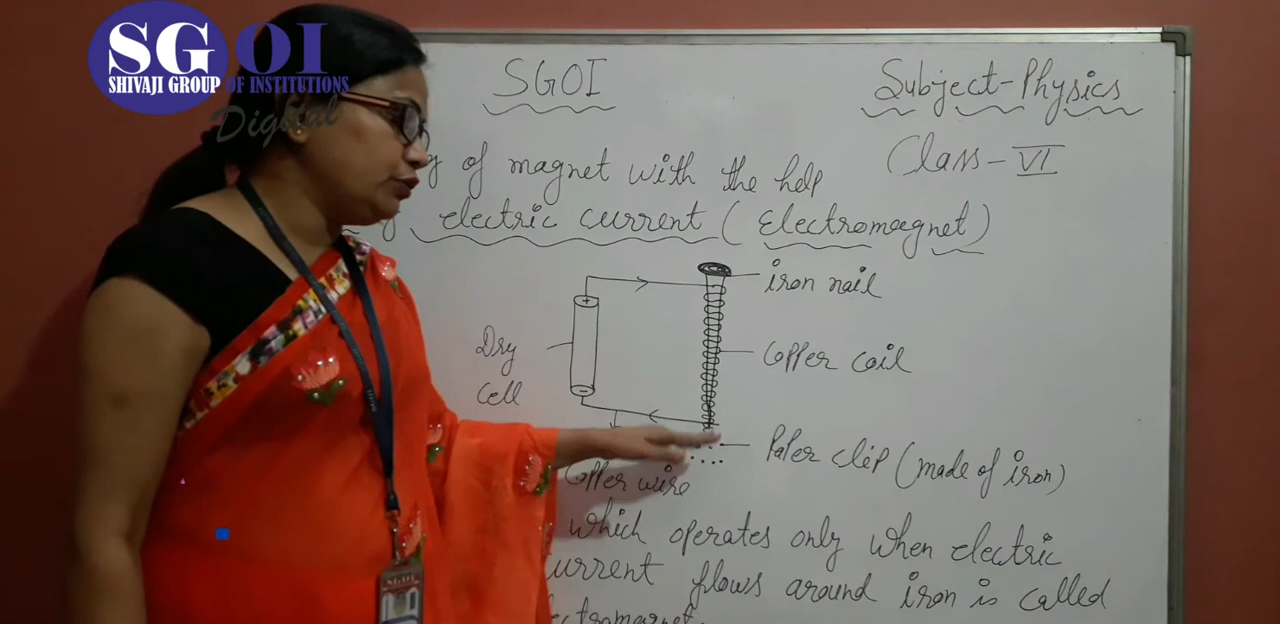 SGOI
SHIVAJI GROUP OF INSTITUTIONS
Digital
SGOI
Subject-Physics
Class-VI
of magnet with the help
electric current (Electromagnet)
iron nail
+
Dry
Cell
-
Copper coil
Paper clip (made of iron)
Copper wire
which operates only when electric
current flows around iron is called
SGOI